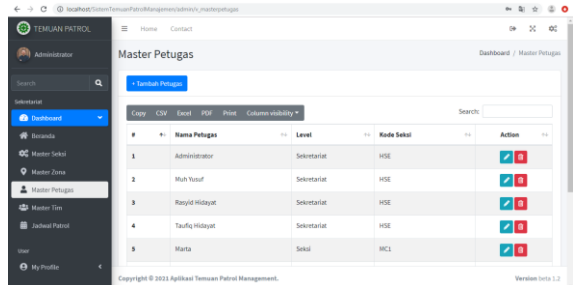 localhost/SistemTemuanPatrolManajemen/admin/v_masterpetugas
TEMUAN PATROL
Home Contact
Administrator
Master Petugas
Dashboard / Master Petugas
Search
+ Tambah Petugas
Sekretariat
Dashboard
Copy CSV Excel PDF Print Column visibility
Search:
Beranda
# Nama Petugas Level Kode Seksi Action
Master Seksi
1 Administrator Sekretariat HSE
Master Zona
2 Muh Yusuf Sekretariat HSE
Master Petugas
3 Rasyid Hidayat Sekretariat HSE
Master Tim
Jadwal Patrol
4 Taufiq Hidayat Sekretariat HSE
User
5 Marta Seksi MC1
My Profile
Copyright © 2021 Aplikasi Temuan Patrol Management.
Version beta 1.2